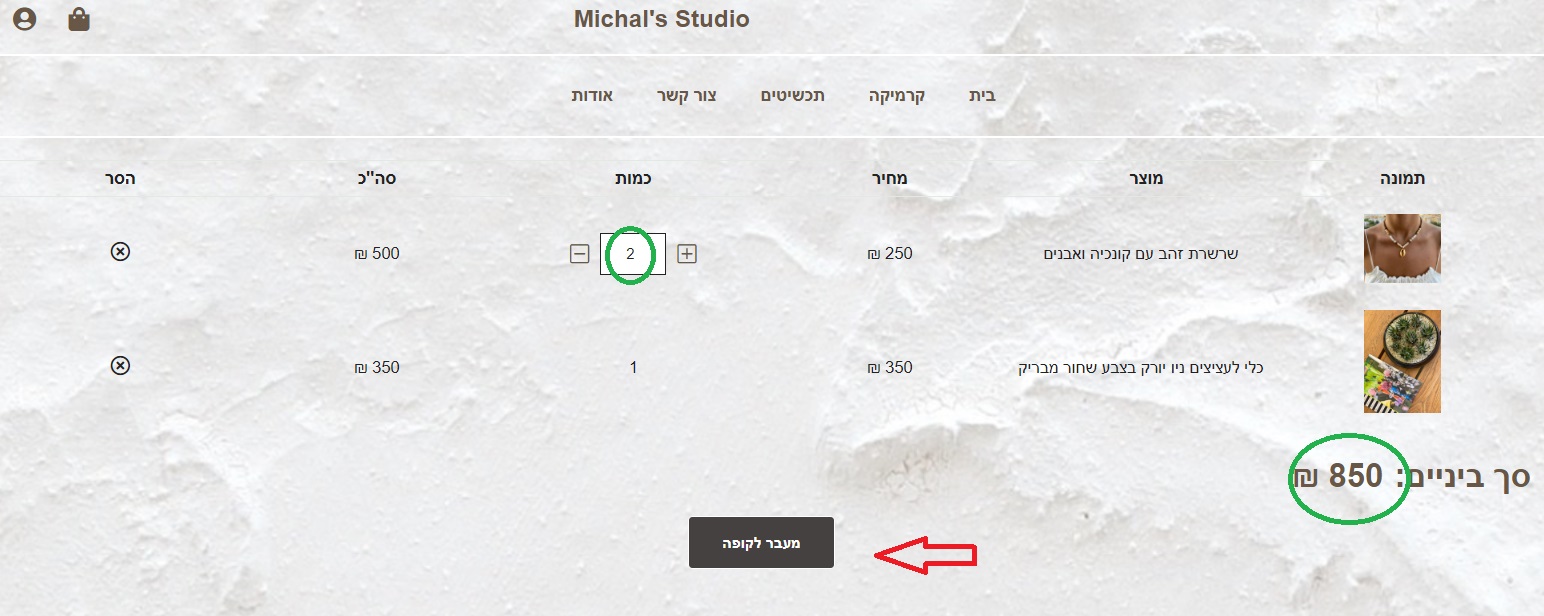 Michal's Studio
בית קרמיקה תכשיטים צור קשר אודות
תמונה מוצר מחיר כמות סה"כ הסר
שרשרת זהב עם קונכיה ואבנים 250 ₪ 2 500 ₪
כלי לעציצים ניו יורק בצבע שחור מבריק 350 ₪ 1 350 ₪
סך ביניים: 850 ₪
מעבר לקופה